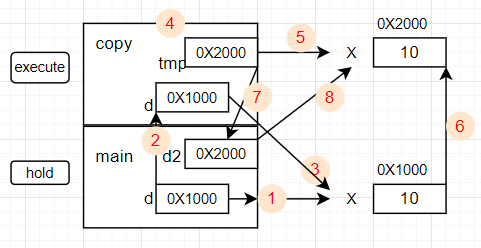 4 0X2000
copy 5
tmp 0X2000 X 10
execute
7 8
d 0X1000
6
2 main d2 0X2000 3 0X1000
hold
d 0X1000 1 X 10